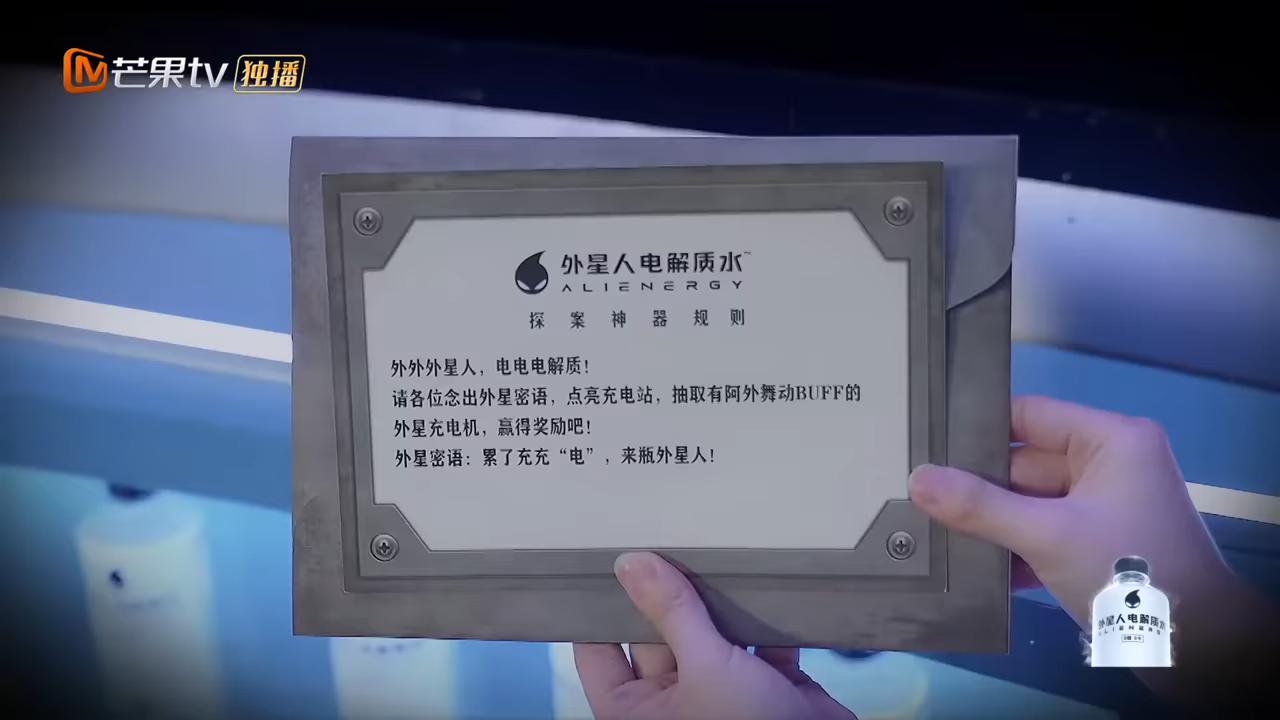 芒果tv 独播
外星人电解质水™
ALIENERGY
探案神器规则
外外外星人，电电电解质！
请各位念出外星密语，点亮充电站，抽取有阿外舞动BUFF的
外星充电机，赢得奖励吧！
外星密语：累了充充“电”，来瓶外星人！
外星人电解质水
ALIENERGY